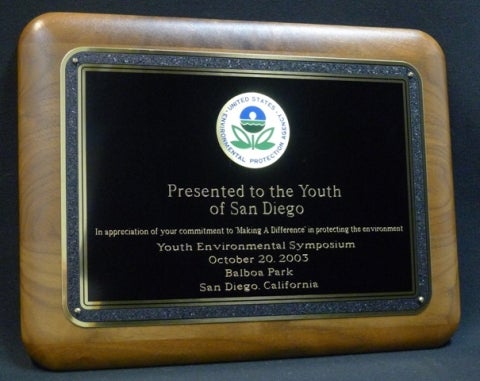 UNITED STATES
ENVIRONMENTAL PROTECTION AGENCY
Presented to the Youth
of San Diego
In appreciation of your commitment to 'Making A Difference' in protecting the environment
Youth Environmental Symposium
October 20, 2003
Balboa Park
San Diego, California